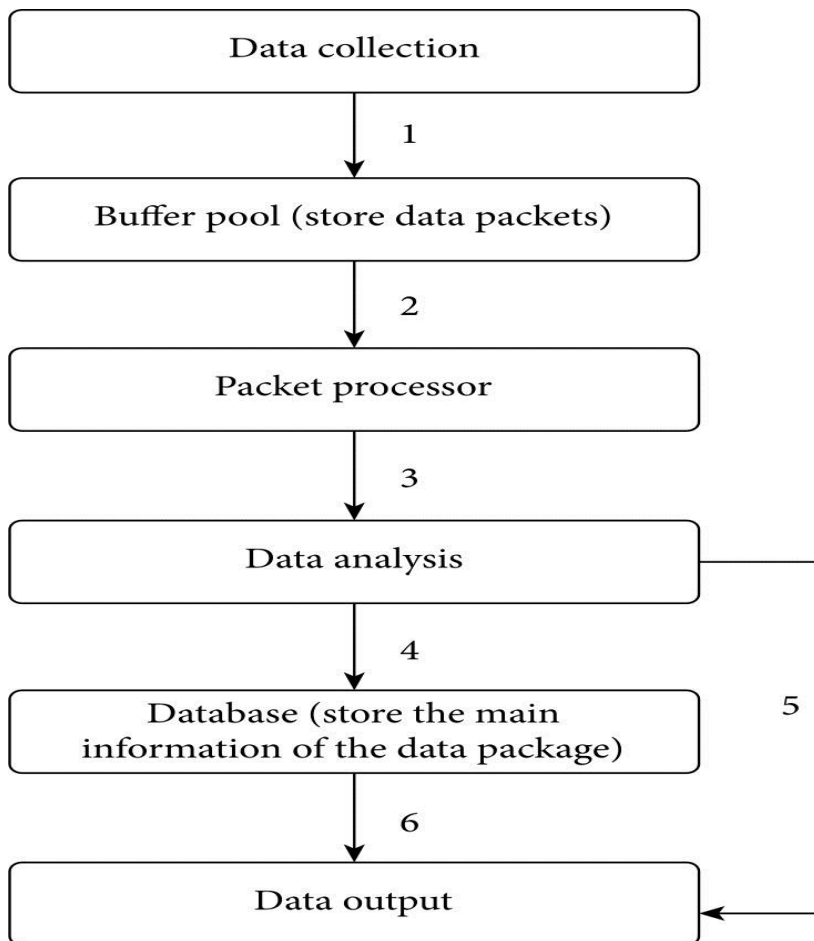 Data collection
1
Buffer pool (store data packets)
2
Packet processor
3
Data analysis
4
Database (store the main
information of the data package)
5
6
Data output